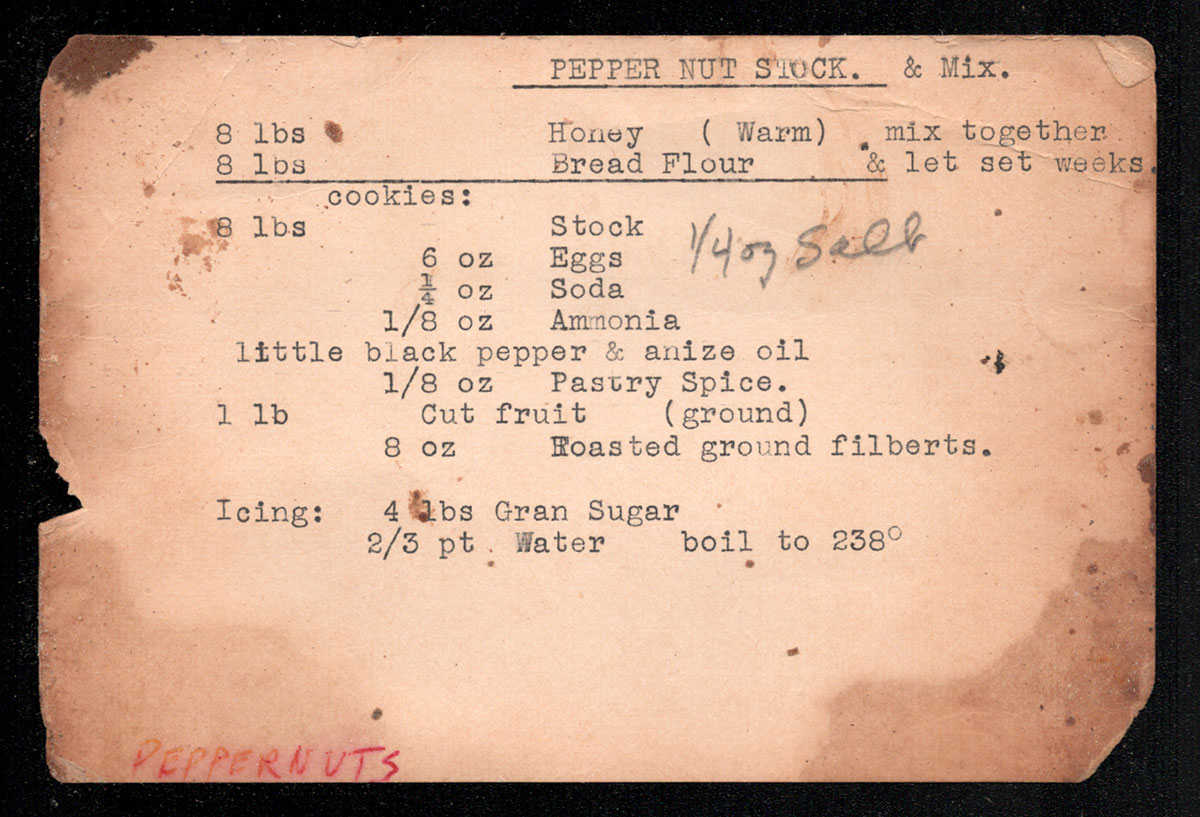 PEPPER NUT STOCK. & Mix.
8 lbs Honey ( Warm) . mix together
8 lbs Bread Flour & let set weeks.
cookies:
8 lbs Stock
1/4 oz Salt
6 oz Eggs
¼ oz Soda
1/8 oz Ammonia
little black pepper & anize oil
1/8 oz Pastry Spice.
1 lb Cut fruit (ground)
8 oz Roasted ground filberts.
Icing: 4 lbs Gran Sugar
2/3 pt. Water boil to 238°
PEPPERNUTS